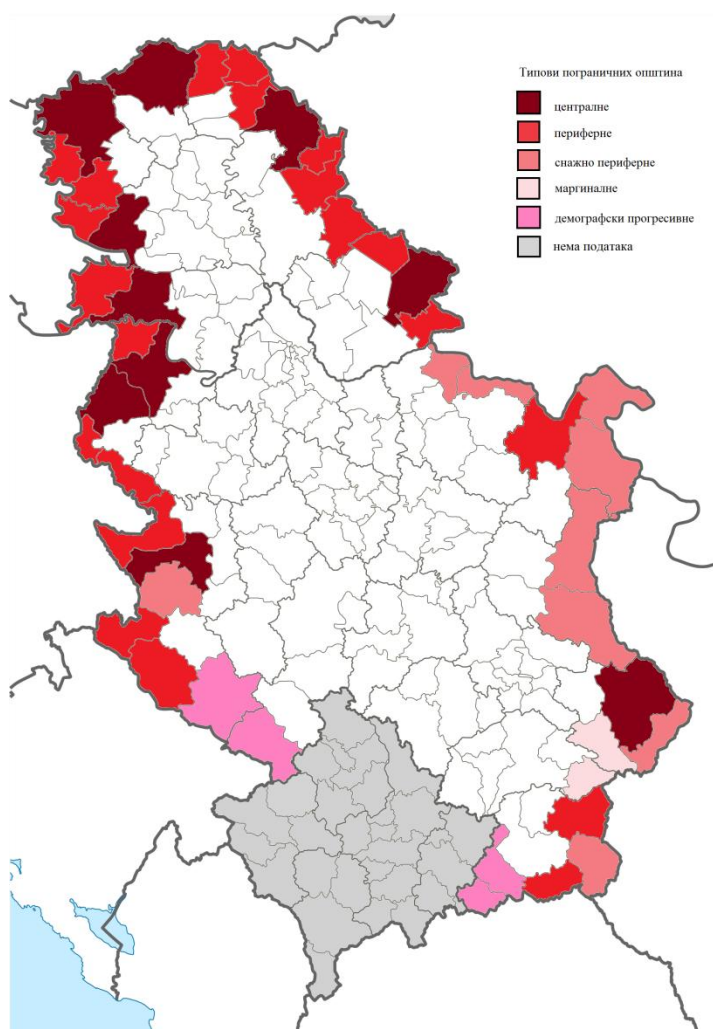 Типови пограничних општина
централне
периферне
снажно периферне
маргиналне
демографски прогресивне
нема података